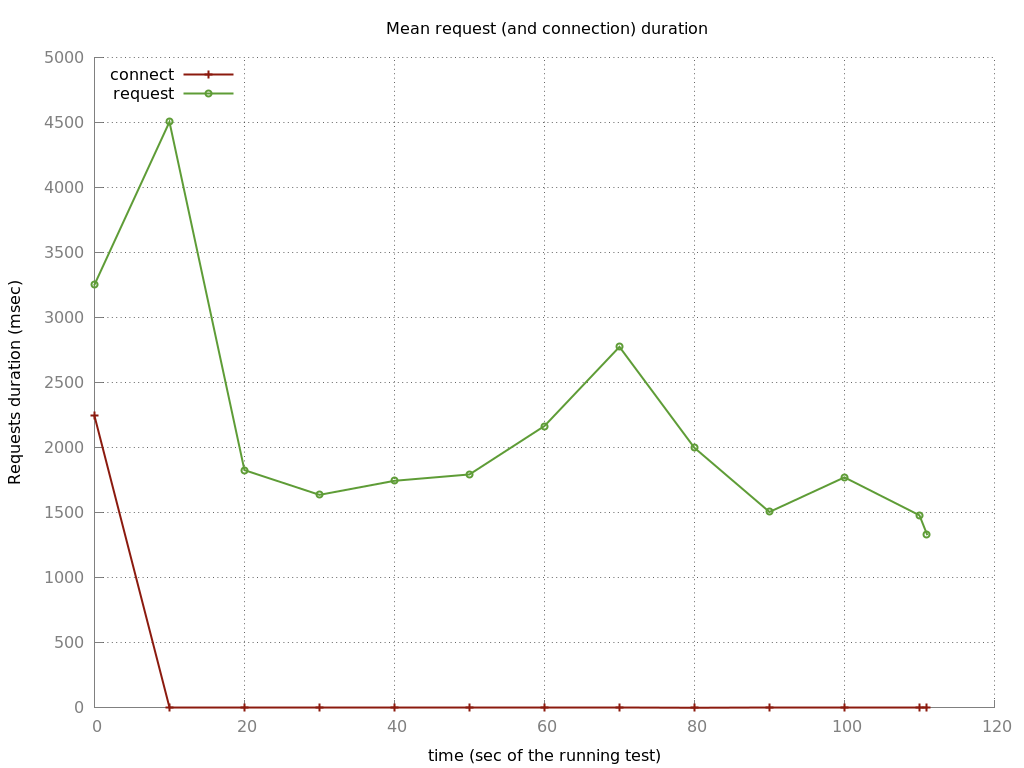 Mean request (and connection) duration
connect
request
5000
4500
4000
3500
3000
2500
2000
1500
1000
500
0
Requests duration (msec)
0 20 40 60 80 100 120
time (sec of the running test)